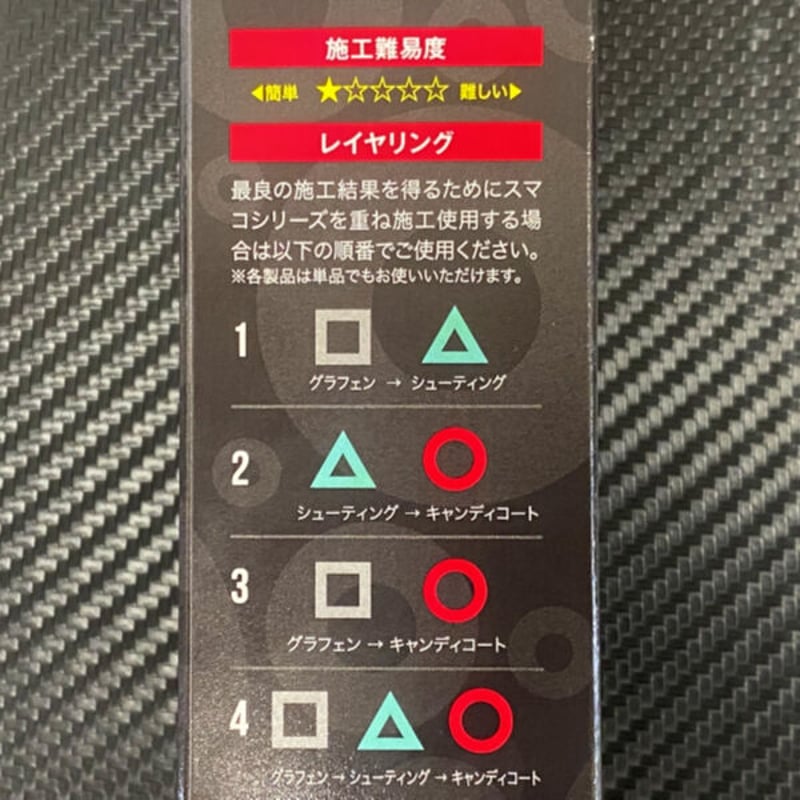 施工難易度
◀簡単 ★☆☆☆☆ 難しい▶
レイヤリング
最良の施工結果を得るためにスマ
コシリーズを重ね施工使用する場
合は以下の順番でご使用ください。
※各製品は単品でもお使いいただけます。
1
グラフェン → シューティング
2
シューティング → キャンディコート
3
グラフェン → キャンディコート
4
グラフェン → シューティング → キャンディコート